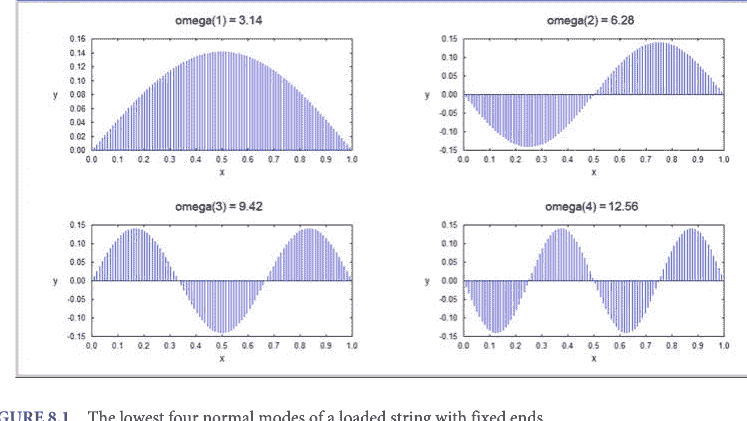 omega(1) = 3.14
0.16
0.14
0.12
0.10
0.08
0.06
0.04
0.02
0.00
y
0.0 0.1 0.2 0.3 0.4 0.5 0.6 0.7 0.8 0.9 1.0
x
omega(2) = 6.28
0.15
0.10
0.05
0.00
-0.05
-0.10
-0.15
y
0.0 0.1 0.2 0.3 0.4 0.5 0.6 0.7 0.8 0.9 1.0
x
omega(3) = 9.42
0.15
0.10
0.05
0.00
-0.05
-0.10
-0.15
y
0.0 0.1 0.2 0.3 0.4 0.5 0.6 0.7 0.8 0.9 1.0
x
omega(4) = 12.56
0.15
0.10
0.05
0.00
-0.05
-0.10
-0.15
y
0.0 0.1 0.2 0.3 0.4 0.5 0.6 0.7 0.8 0.9 1.0
x
GURE 8.1 The lowest four normal modes of a loaded string with fixed ends